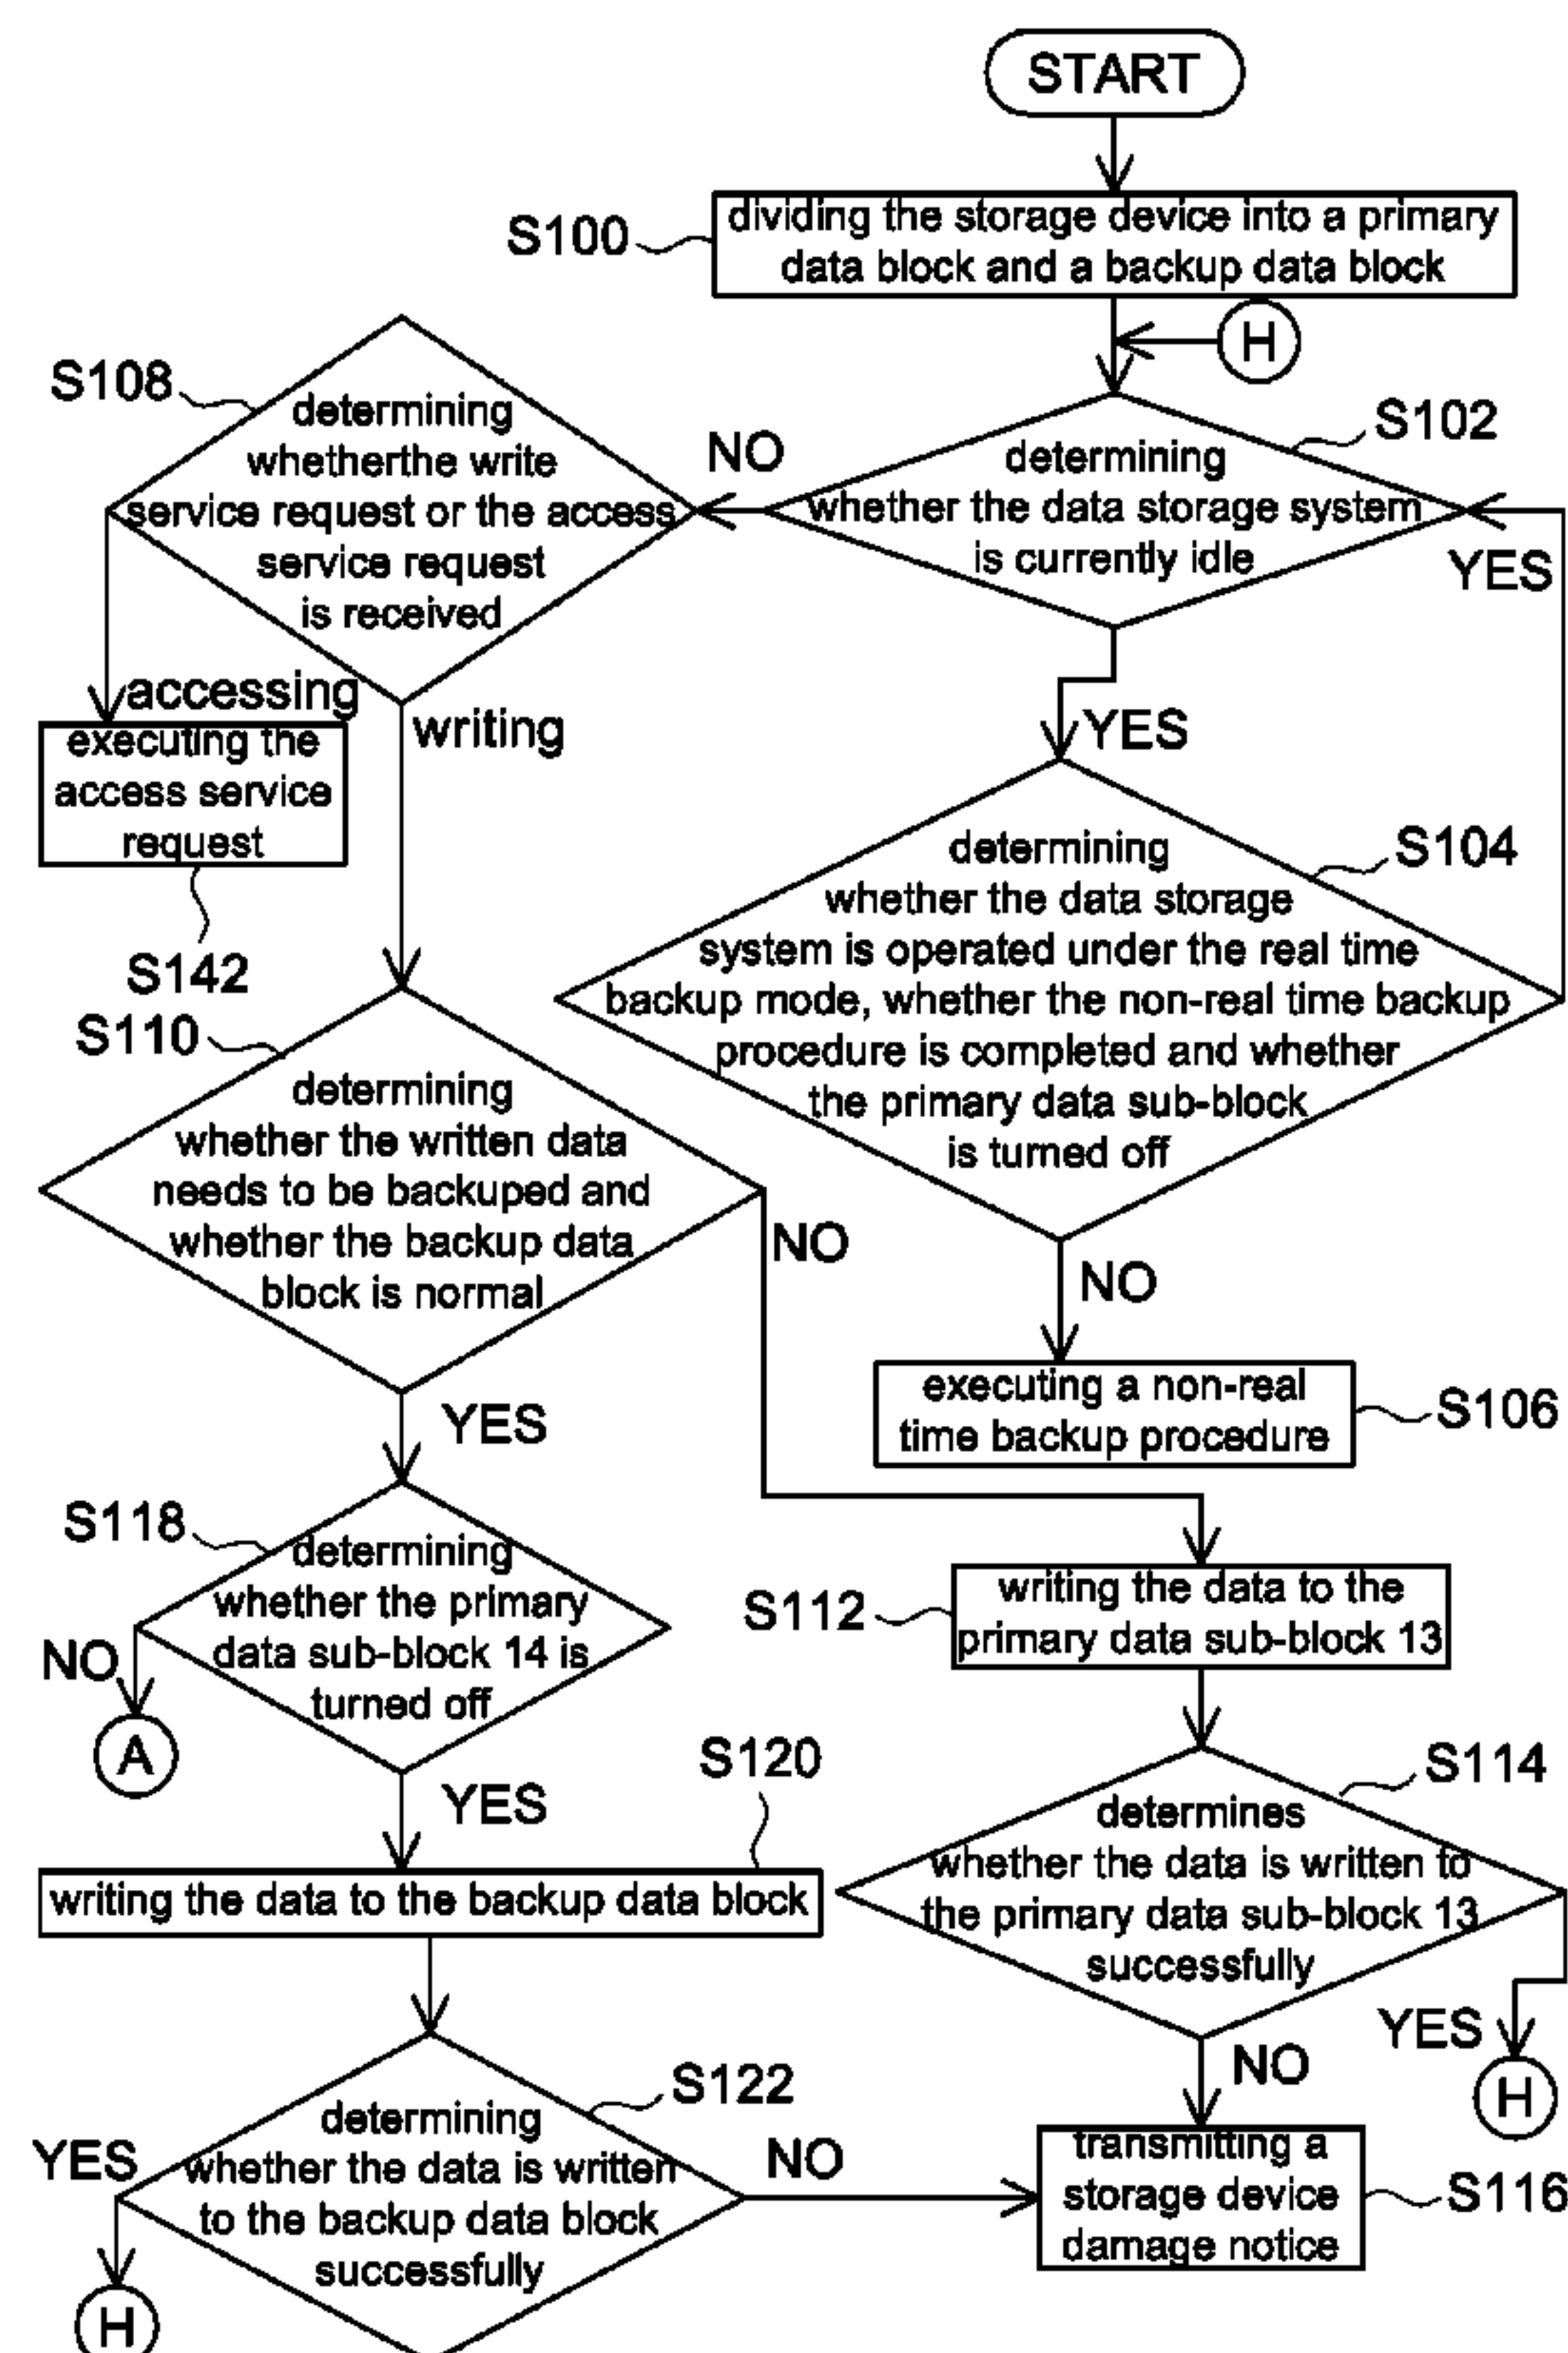 START
S100
dividing the storage device into a primary
data block and a backup data block
H
S108
determining
whetherthe write
service request or the access
service request
is received
NO
S102
determining
whether the data storage system
is currently idle
YES
accessing
writing
YES
executing the
access service
request
S142
S104
determining
whether the data storage
system is operated under the real time
backup mode, whether the non-real time backup
procedure is completed and whether
the primary data sub-block
is turned off
S110
determining
whether the written data
needs to be backuped and
whether the backup data
block is normal
NO
NO
executing a non-real
time backup procedure
S106
YES
S118
determining
whether the primary
data sub-block 14 is
turned off
NO
A
S112
writing the data to the
primary data sub-block 13
YES
S120
writing the data to the backup data block
S114
determines
whether the data is written to
the primary data sub-block 13
successfully
YES
H
NO
S122
determining
whether the data is written
to the backup data block
successfully
YES
H
NO
transmitting a
storage device
damage notice
S116